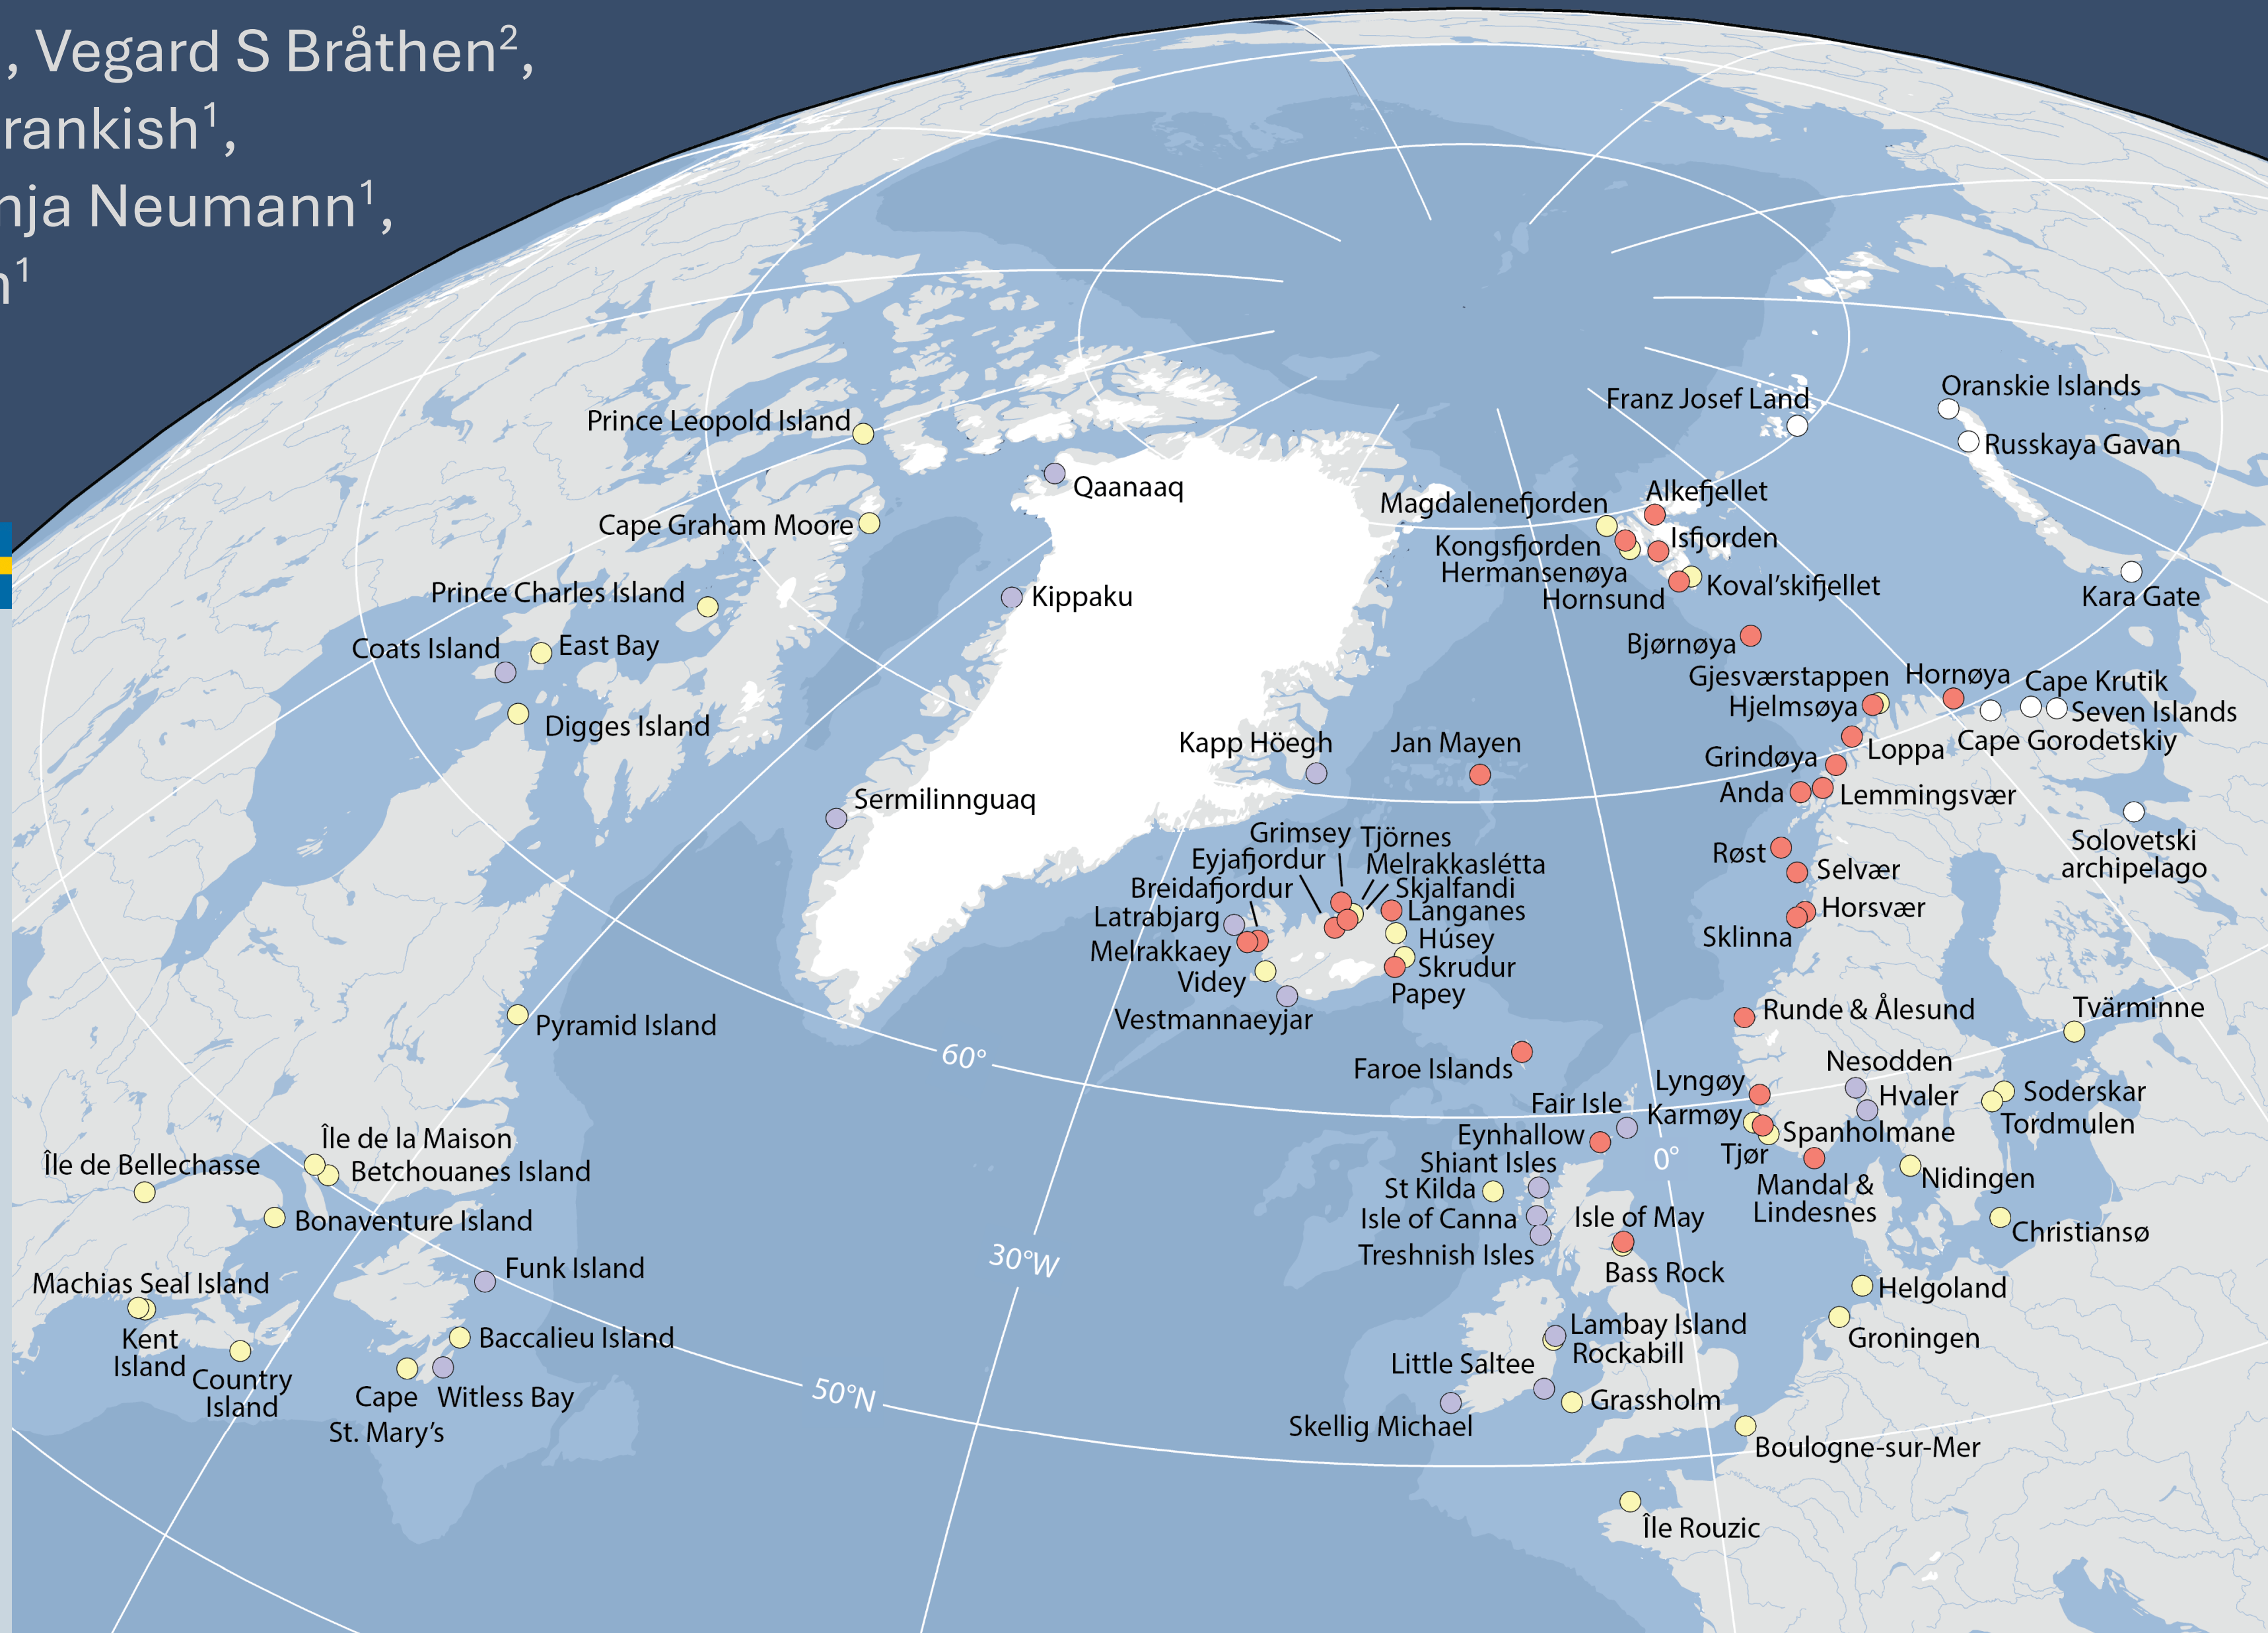 , Vegard S Bråthen²,
rankish¹,
nja Neumann¹,
n¹
Prince Leopold Island
Cape Graham Moore
Prince Charles Island
Coats Island
East Bay
Digges Island
Qaanaaq
Kippaku
Sermilinnguaq
Franz Josef Land
Oranskie Islands
Russkaya Gavan
Kara Gate
Magdalenefjorden
Alkefjellet
Kongsfjorden
Isfjorden
Hermansenøya
Koval'skifjellet
Hornsund
Bjørnøya
Gjesværstappen
Hornøya
Cape Krutik
Hjelmsøya
Seven Islands
Loppa
Cape Gorodetskiy
Grindøya
Anda
Lemmingsvær
Solovetski
archipelago
Røst
Selvær
Horsvær
Sklinna
Kapp Höegh
Jan Mayen
Grimsey
Tjörnes
Eyjafjordur
Melrakkaslétta
Breidafjordur
Skjalfandi
Latrabjarg
Langanes
Melrakkaey
Húsey
Videy
Skrudur
Papey
Vestmannaeyjar
Pyramid Island
60°
Faroe Islands
Runde & Ålesund
Tvärminne
Nesodden
Lyngøy
Hvaler
Soderskar
Fair Isle
Karmøy
Tordmulen
Eynhallow
Spanholmane
Shiant Isles
Tjør
0°
St Kilda
Mandal &
Lindesnes
Nidingen
Isle of Canna
Isle of May
Christiansø
Treshnish Isles
Bass Rock
Helgoland
Groningen
Île de la Maison
Île de Bellechasse
Betchouanes Island
Bonaventure Island
Funk Island
Machias Seal Island
Kent
Island
Country
Island
Baccalieu Island
Cape
St. Mary's
Witless Bay
30°W
50°N
Lambay Island
Rockabill
Little Saltee
Grassholm
Skellig Michael
Boulogne-sur-Mer
Île Rouzic